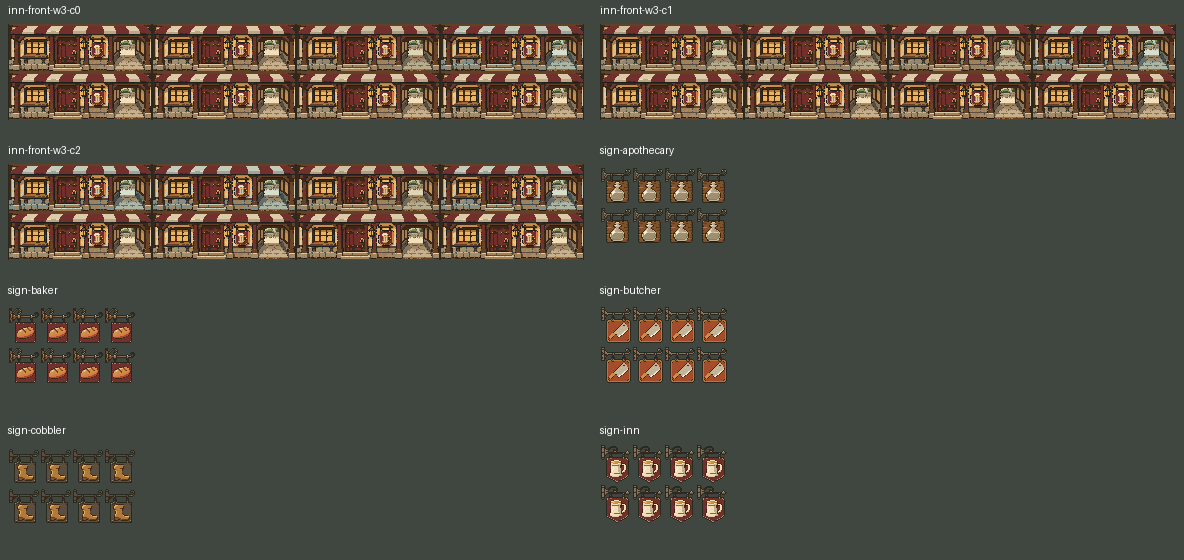 inn-front-w3-c0
inn-front-w3-c1
inn-front-w3-c2
sign-apothecary
sign-baker
sign-butcher
sign-cobbler
sign-inn